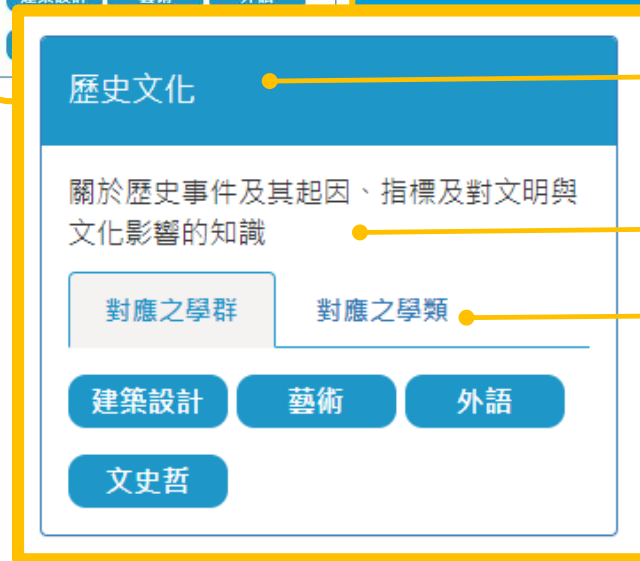 歷史文化
關於歷史事件及其起因、指標及對文明與
文化影響的知識
對應之學群 對應之學類
建築設計 藝術 外語
文史哲